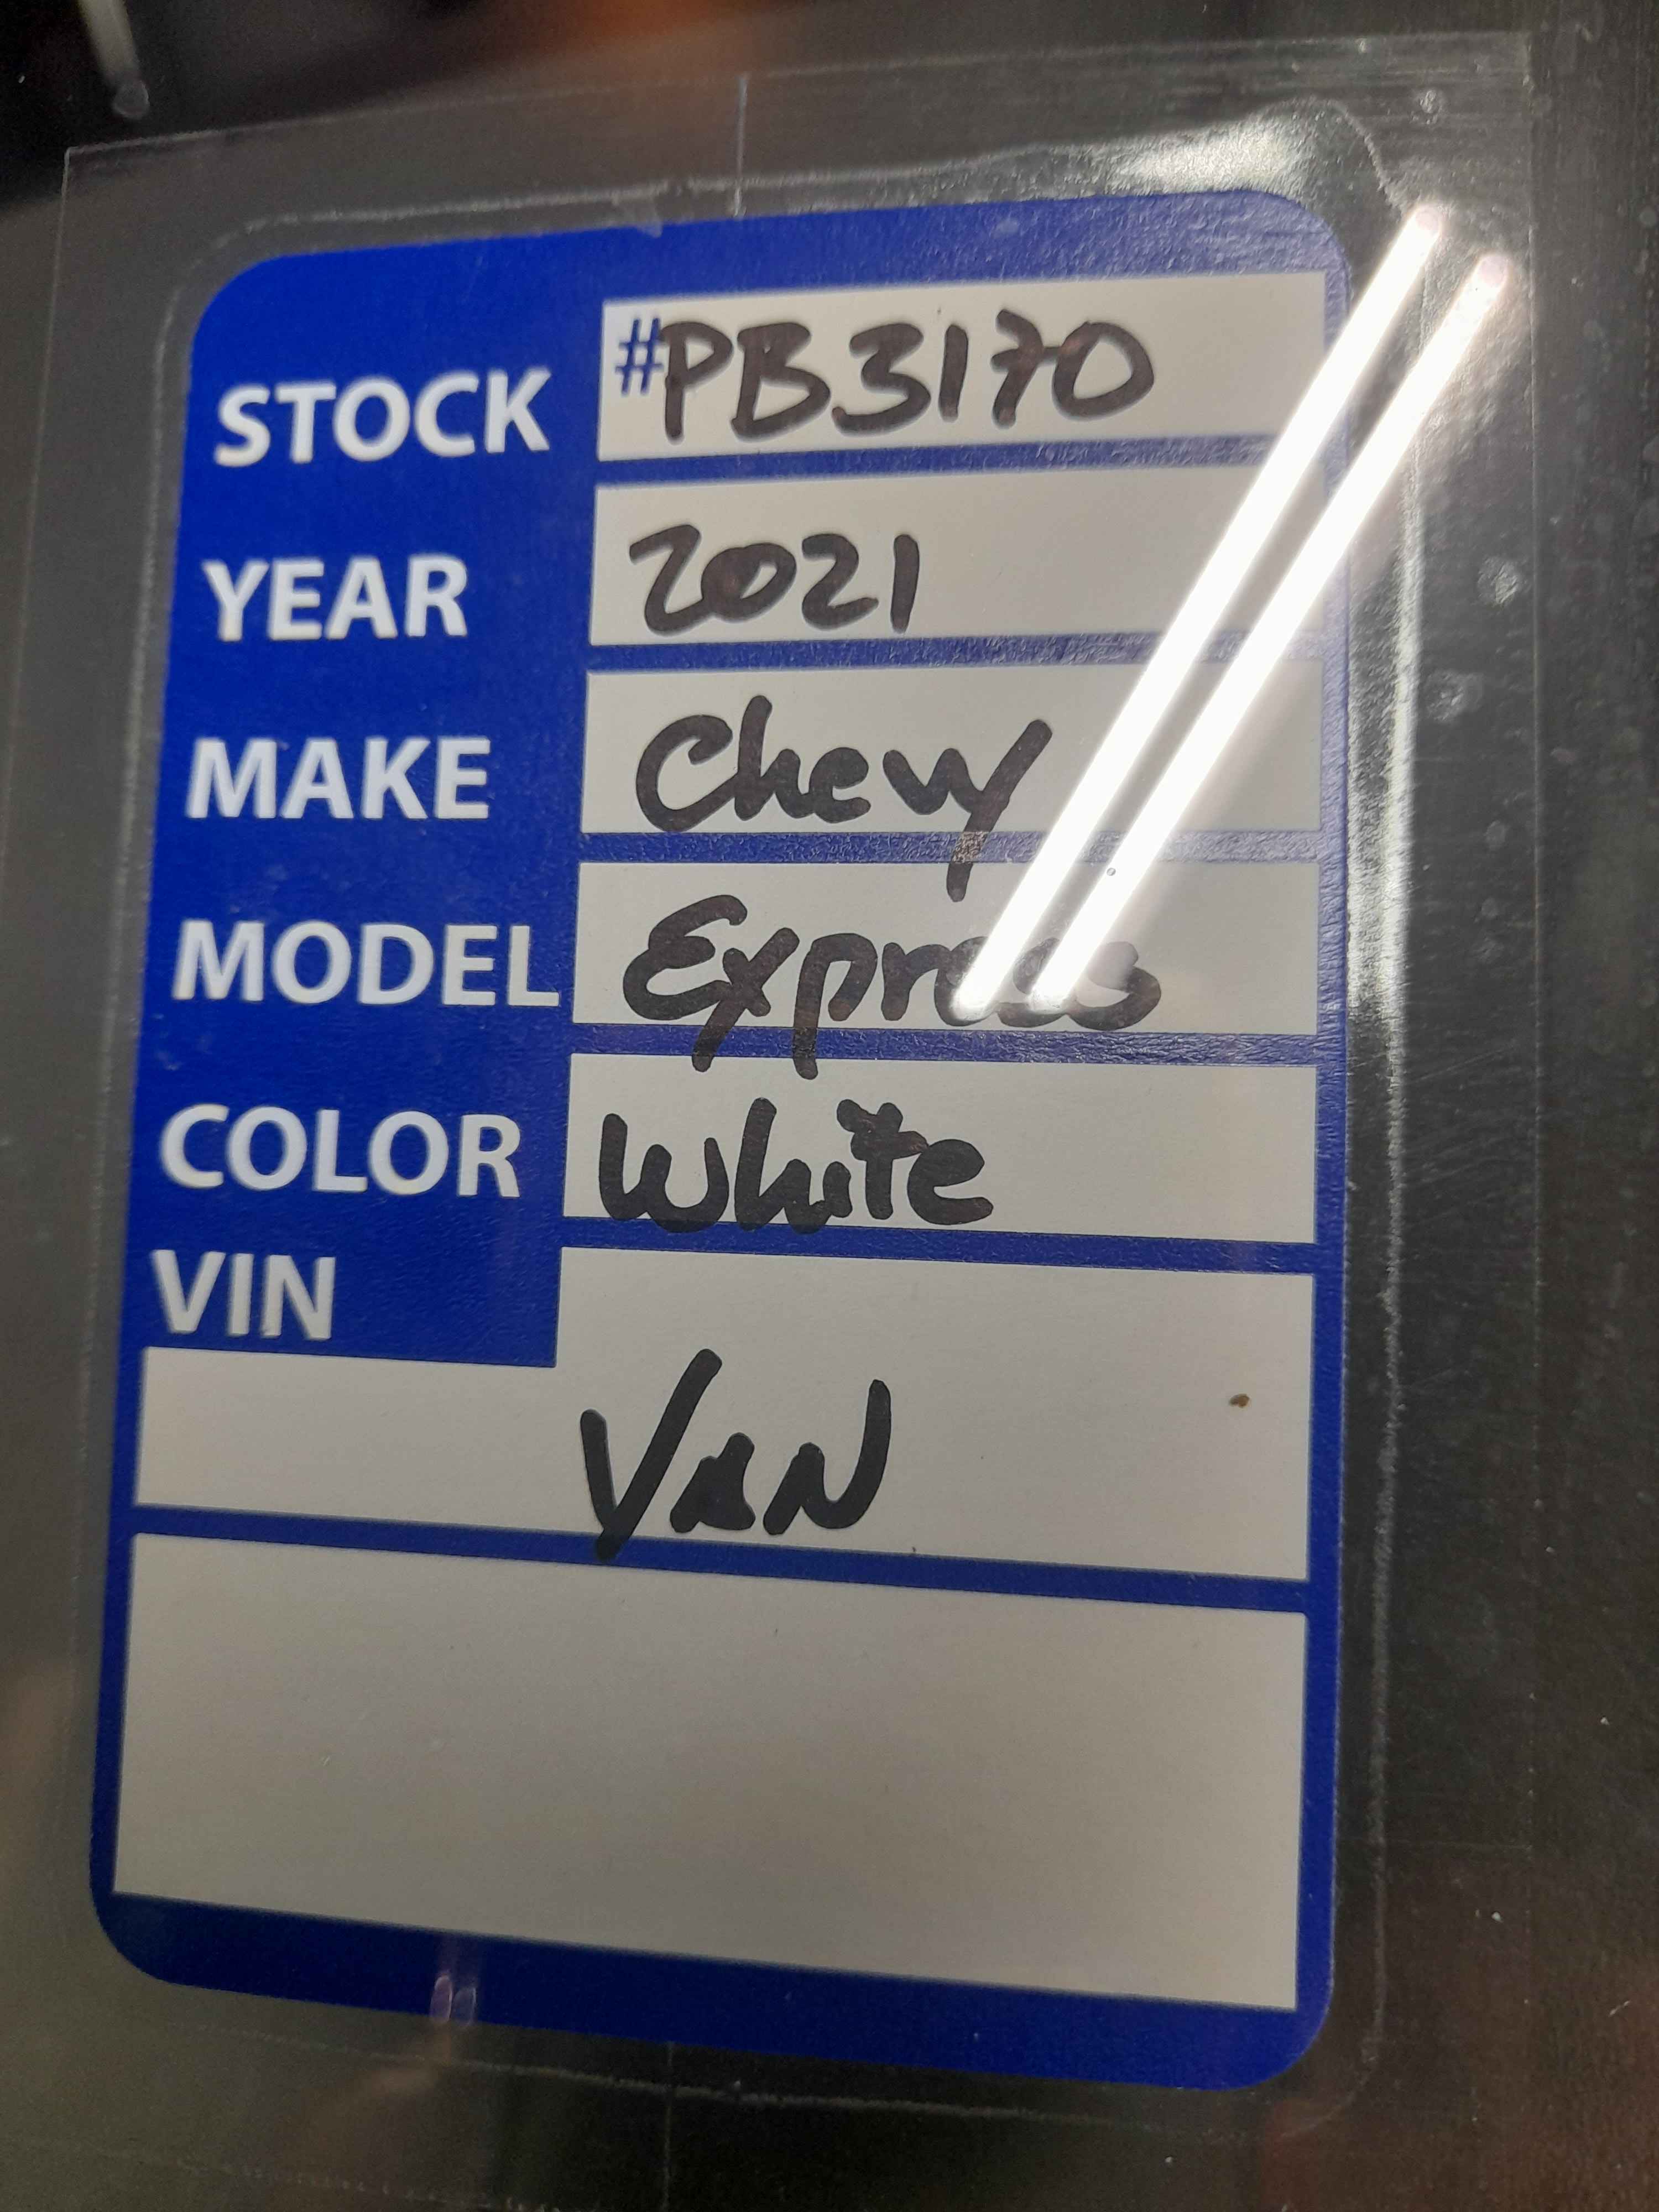 STOCK #PB3170
YEAR 2021
MAKE Chevy
MODEL Express
COLOR White
VIN
VAN